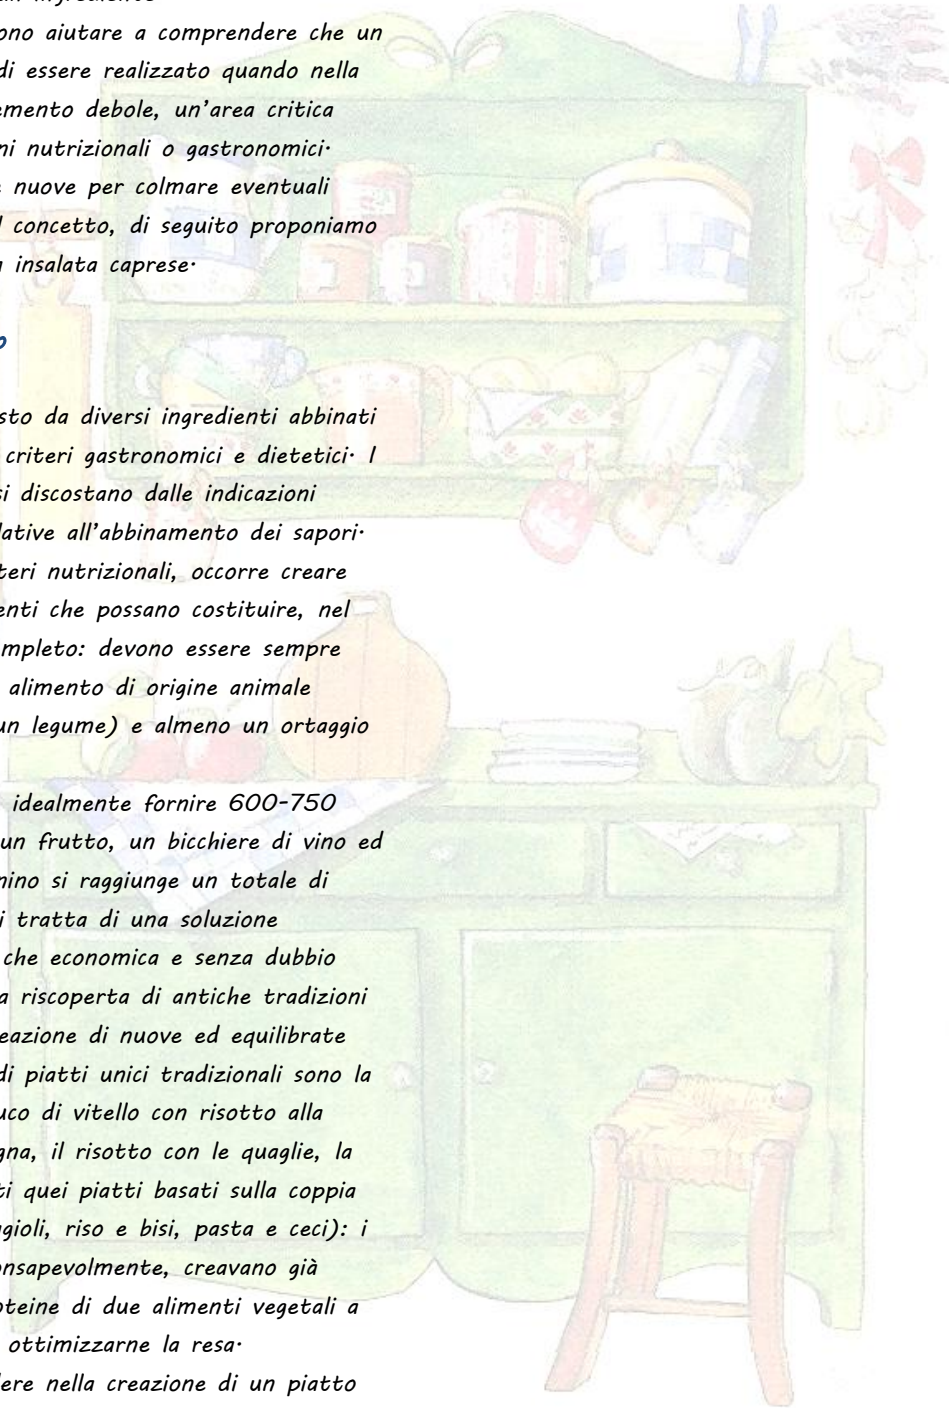 ono aiutare a comprendere che un
di essere realizzato quando nella
emento debole, un'area critica
ni nutrizionali o gastronomici·
e nuove per colmare eventuali
l concetto, di seguito proponiamo
a insalata caprese·
o
sto da diversi ingredienti abbinati
criteri gastronomici e dietetici· I
si discostano dalle indicazioni
lative all'abbinamento dei sapori·
teri nutrizionali, occorre creare
enti che possano costituire, nel
mpleto: devono essere sempre
alimento di origine animale
un legume) e almeno un ortaggio
idealmente fornire 600-750
un frutto, un bicchiere di vino ed
nino si raggiunge un totale di
i tratta di una soluzione
che economica e senza dubbio
a riscoperta di antiche tradizioni
eazione di nuove ed equilibrate
di piatti unici tradizionali sono la
uco di vitello con risotto alla
gna, il risotto con le quaglie, la
ti quei piatti basati sulla coppia
gioli, riso e bisi, pasta e ceci): i
onsapevolmente, creavano già
oteine di due alimenti vegetali a
ottimizzarne la resa·
lere nella creazione di un piatto